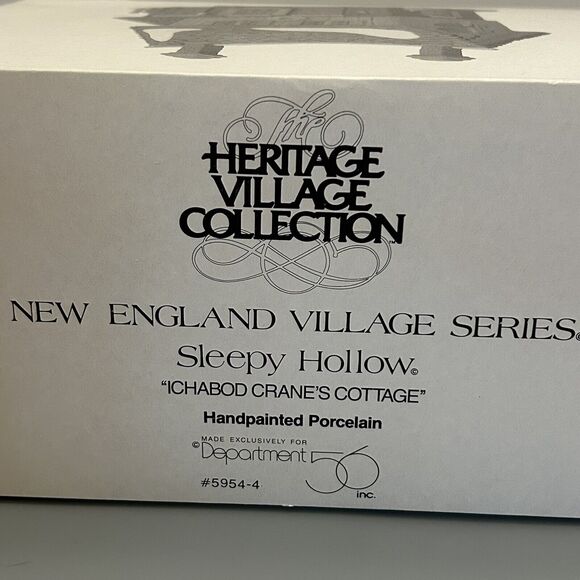 The
HERITAGE
VILLAGE
COLLECTION
NEW ENGLAND VILLAGE SERIES©
Sleepy Hollow©
"ICHABOD CRANE'S COTTAGE"
Handpainted Porcelain
MADE EXCLUSIVELY FOR
©Department 56 inc.
#5954-4